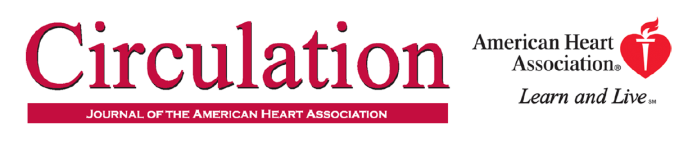 Circulation
JOURNAL OF THE AMERICAN HEART ASSOCIATION
American Heart
Association®
Learn and Live℠